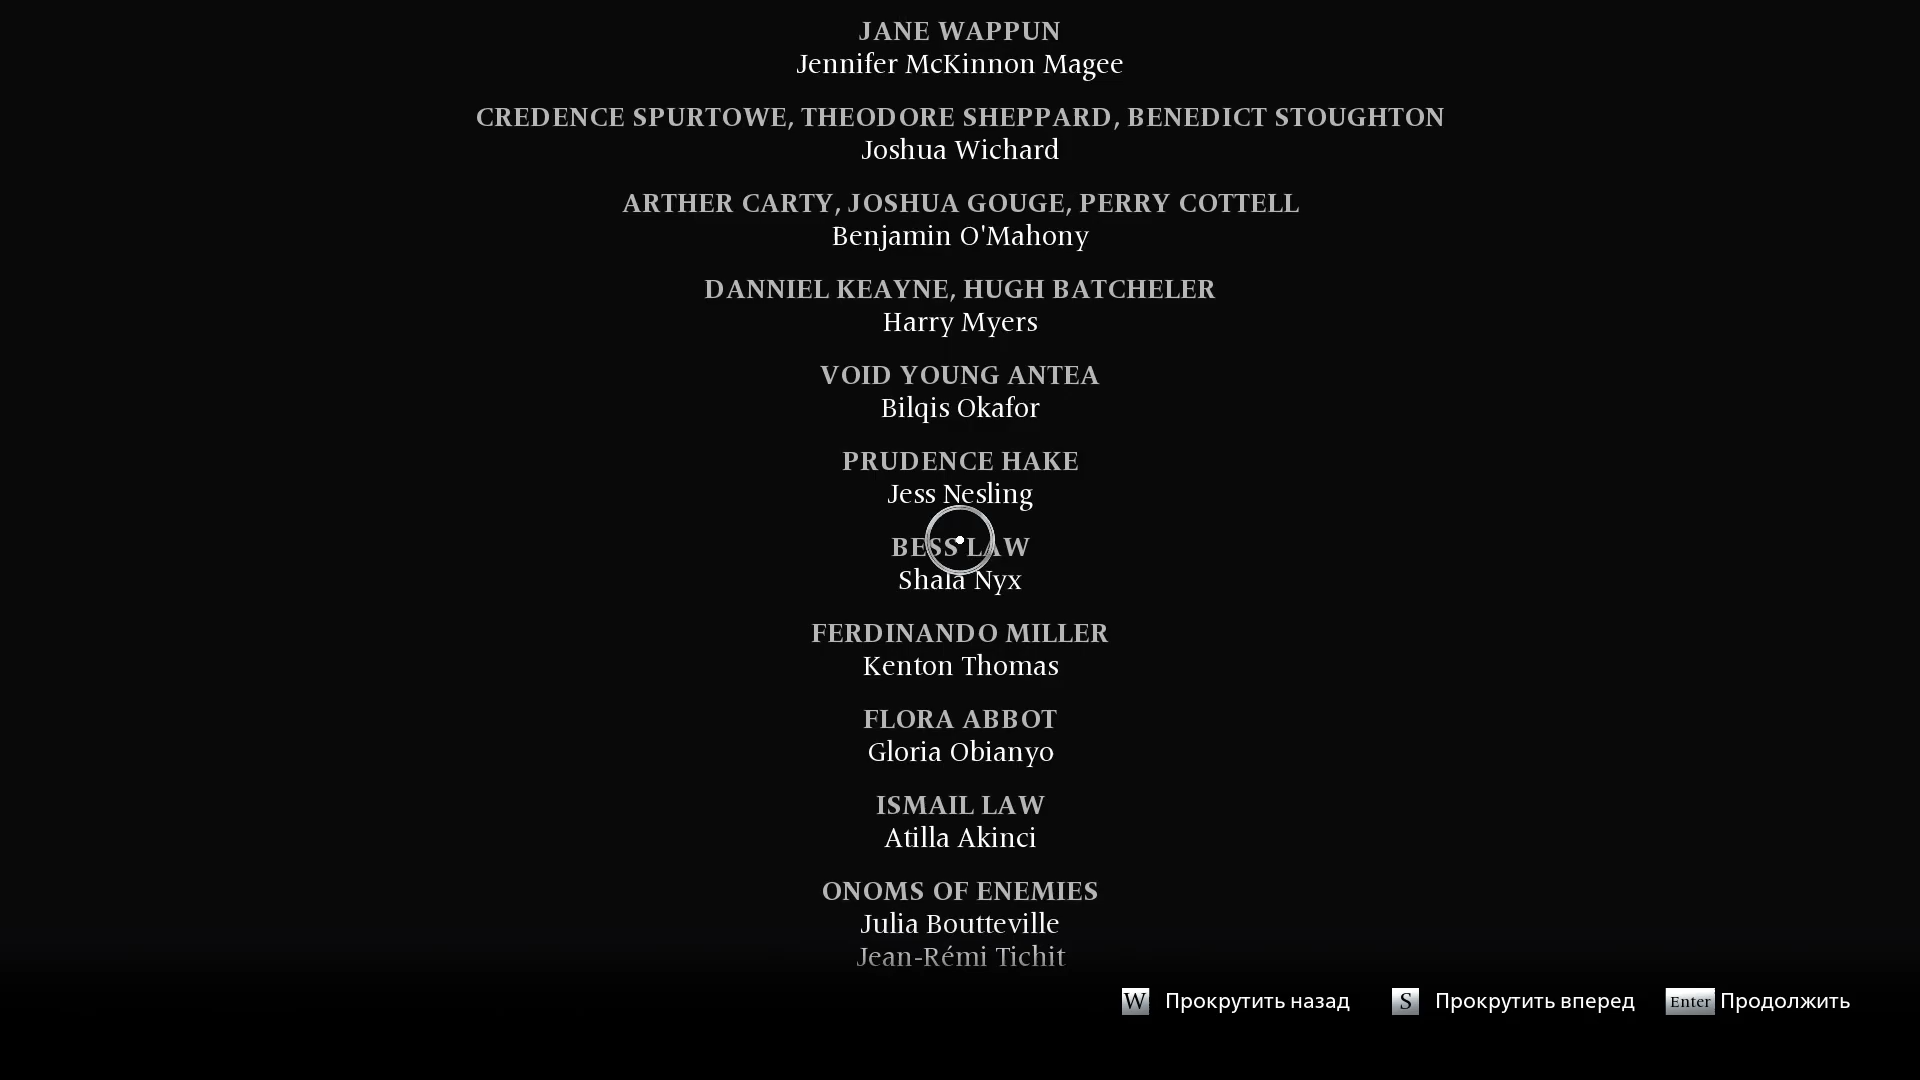 JANE WAPPUN
Jennifer McKinnon Magee
CREDENCE SPURTOWE, THEODORE SHEPPARD, BENEDICT STOUGHTON
Joshua Wichard
ARTHER CARTY, JOSHUA GOUGE, PERRY COTTELL
Benjamin O'Mahony
DANNIEL KEAYNE, HUGH BATCHELER
Harry Myers
VOID YOUNG ANTEA
Bilqis Okafor
PRUDENCE HAKE
Jess Nesling
BESS LAW
Shala Nyx
FERDINANDO MILLER
Kenton Thomas
FLORA ABBOT
Gloria Obianyo
ISMAIL LAW
Atilla Akinci
ONOMS OF ENEMIES
Julia Boutteville
Jean-Rémi Tichit
W Прокрутить назад S Прокрутить вперед Enter Продолжить